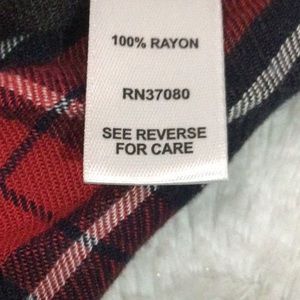 100% RAYON
RN37080
SEE REVERSE
FOR CARE